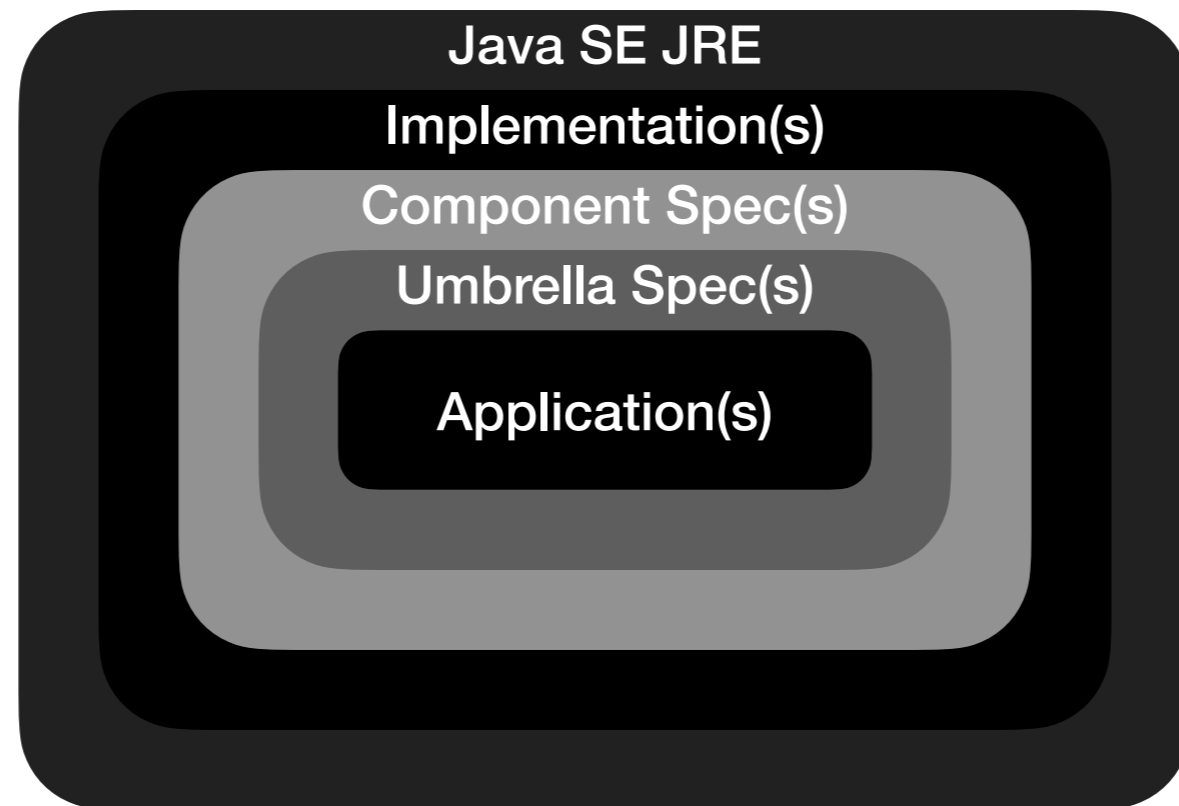 Java SE JRE
Implementation(s)
Component Spec(s)
Umbrella Spec(s)
Application(s)